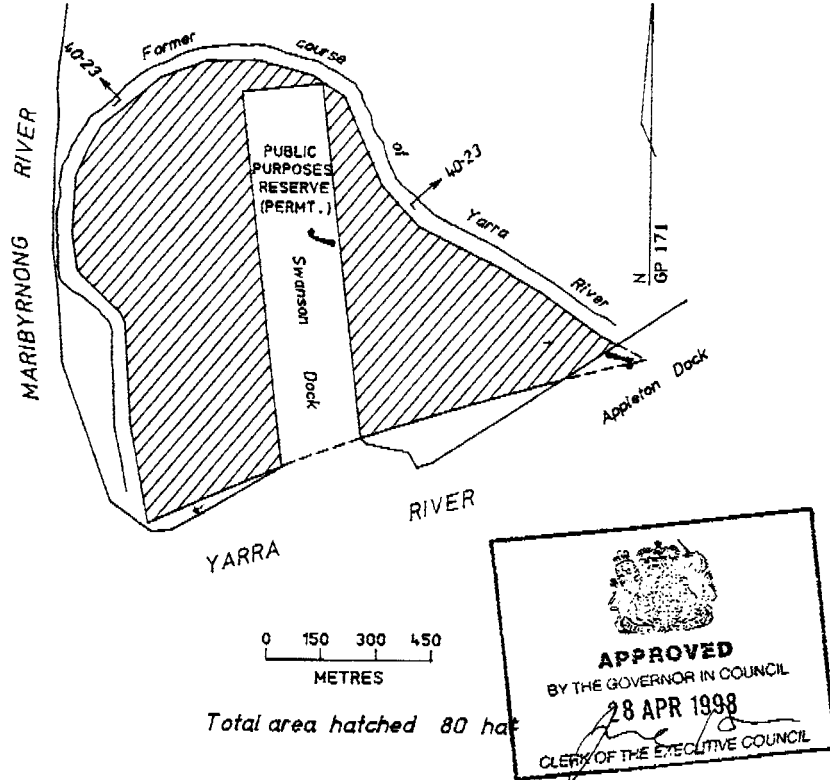 Former course of Yarra River
40-23
40-23
MARIBYRNONG RIVER
PUBLIC
PURPOSES
RESERVE
(PERMT.)
Swanson Dock
N
GP 171
Appleton Dock
YARRA RIVER
0 150 300 450
METRES
Total area hatched 80 ha±
APPROVED
BY THE GOVERNOR IN COUNCIL
28 APR 1998
CLERK OF THE EXECUTIVE COUNCIL